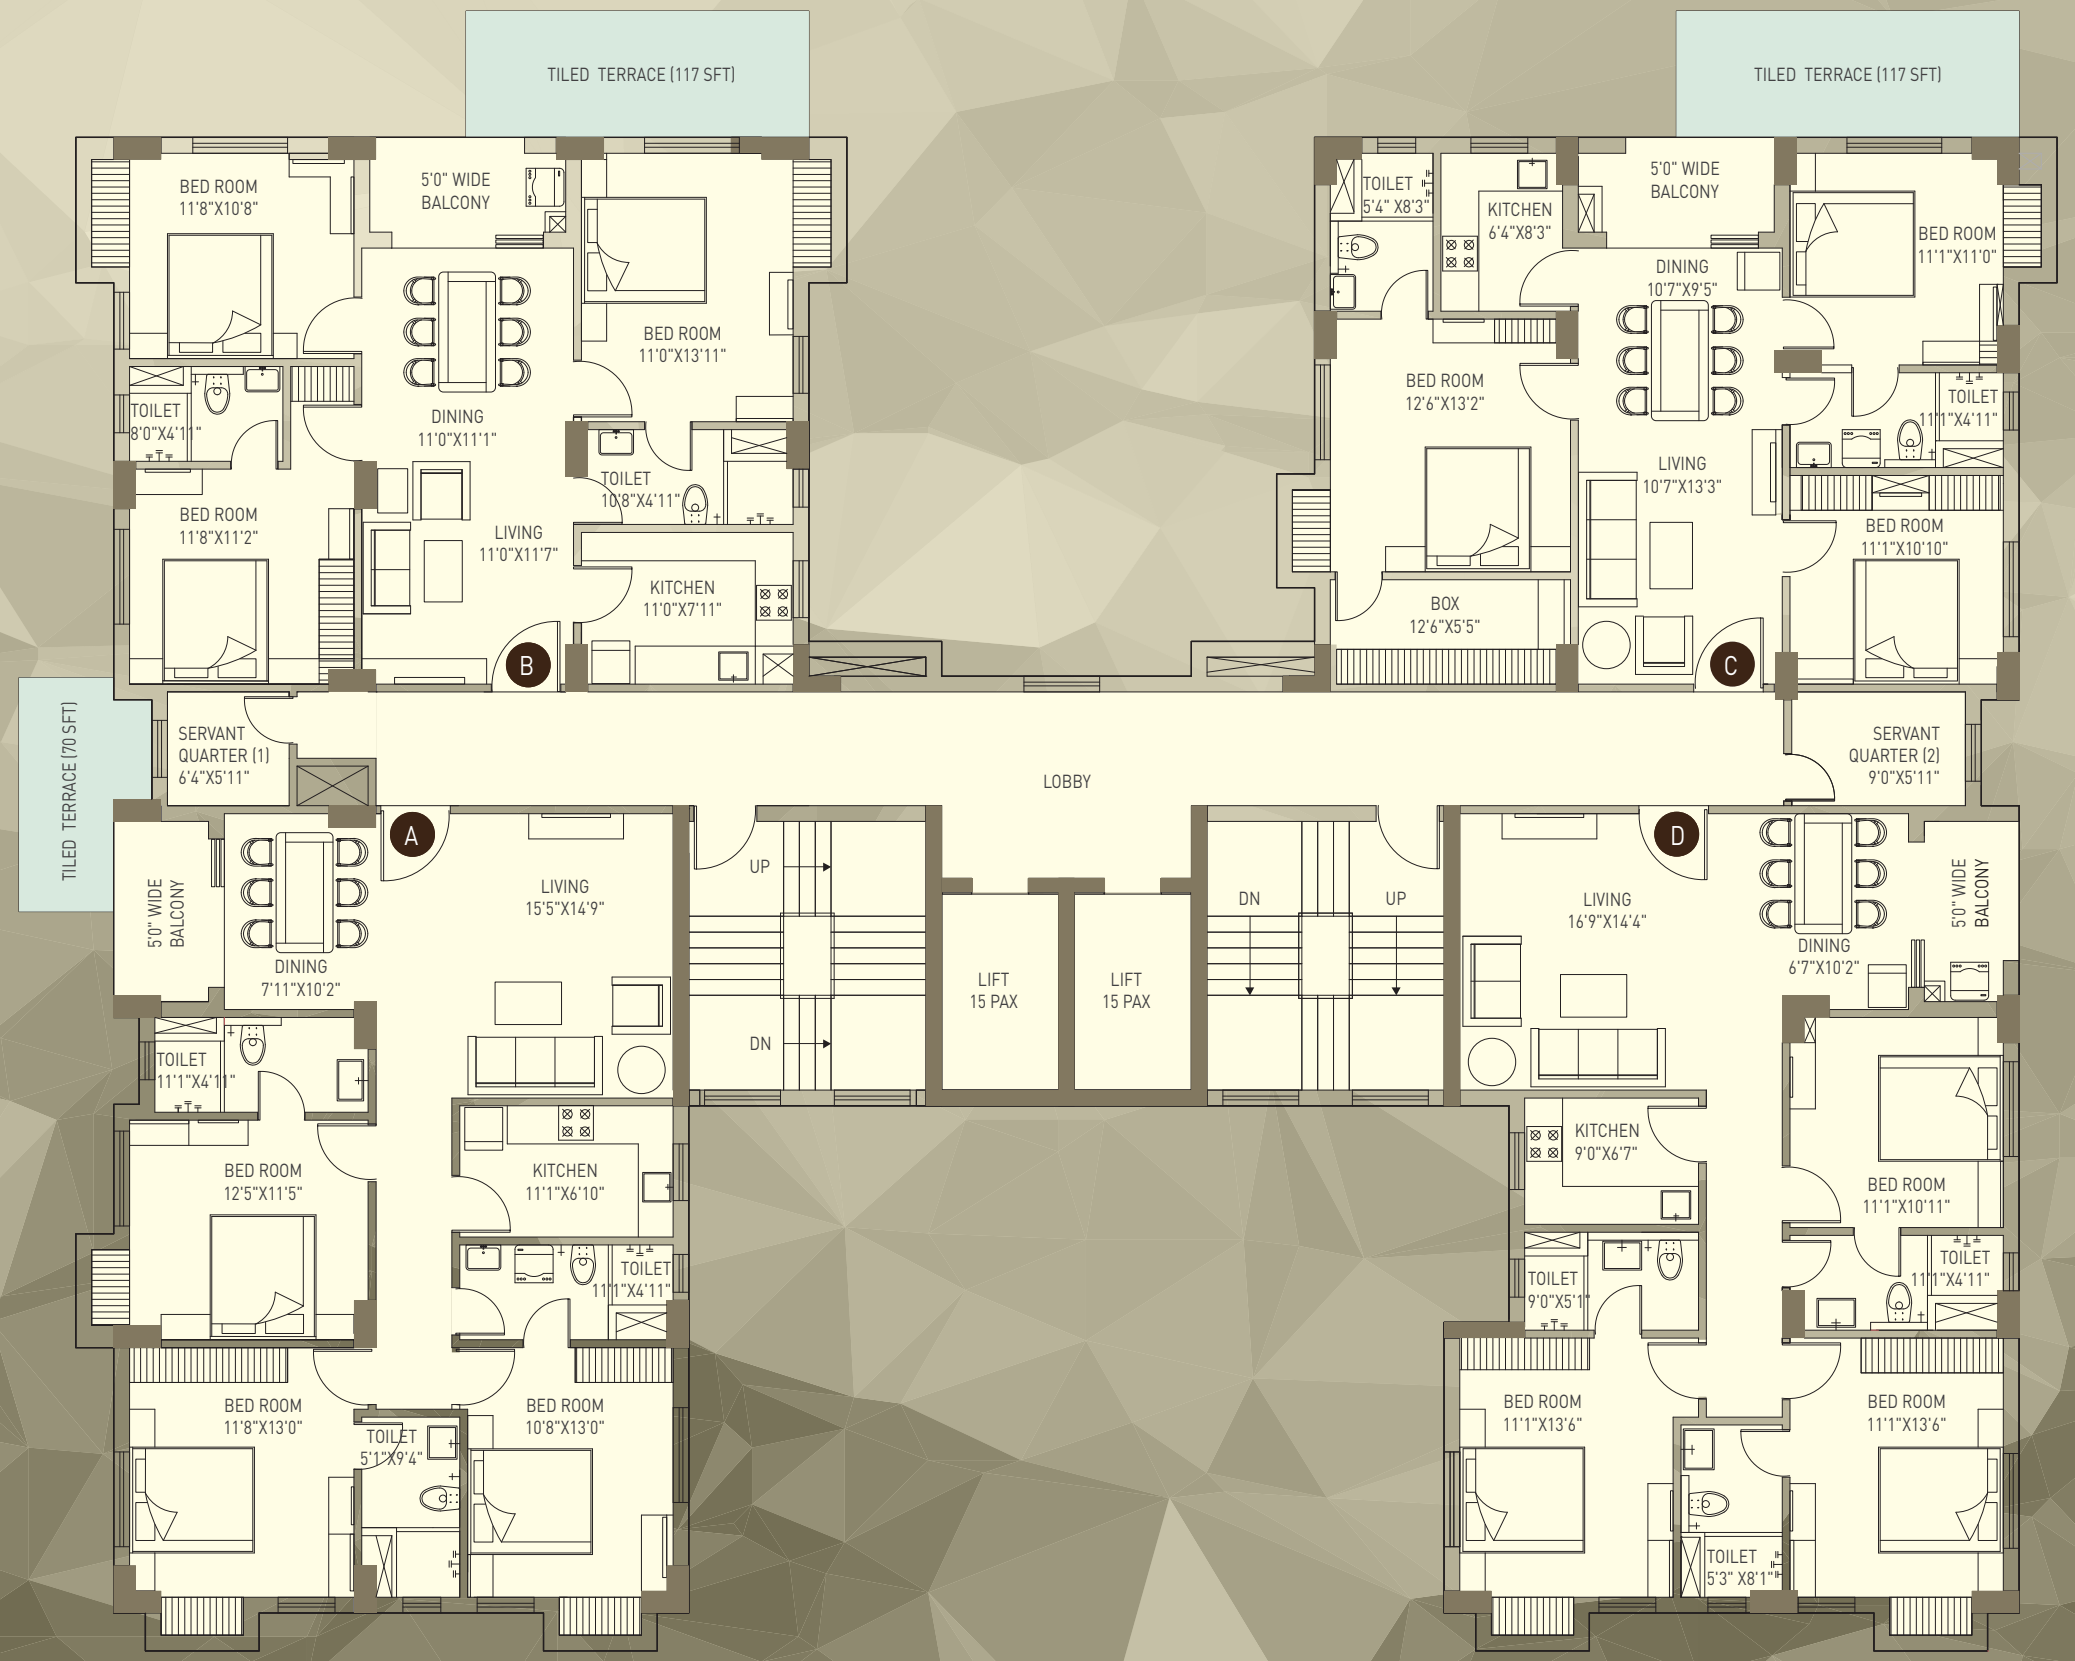 TILED TERRACE (117 SFT)
TILED TERRACE (117 SFT)
BED ROOM
11'8"X10'8"
5'0" WIDE
BALCONY
BED ROOM
11'0"X13'11"
TOILET
8'0"X4'11"
DINING
11'0"X11'1"
TOILET
10'8"X4'11"
BED ROOM
11'8"X11'2"
LIVING
11'0"X11'7"
KITCHEN
11'0"X7'11"
B
TOILET
5'4" X8'3"
KITCHEN
6'4"X8'3"
5'0" WIDE
BALCONY
BED ROOM
11'1"X11'0"
DINING
10'7"X9'5"
BED ROOM
12'6"X13'2"
TOILET
11'1"X4'11"
LIVING
10'7"X13'3"
BED ROOM
11'1"X10'10"
BOX
12'6"X5'5"
C
TILED TERRACE (70 SFT)
SERVANT
QUARTER (1)
6'4"X5'11"
LOBBY
SERVANT
QUARTER (2)
9'0"X5'11"
A
5'0" WIDE
BALCONY
LIVING
15'5"X14'9"
DINING
7'11"X10'2"
TOILET
11'1"X4'11"
BED ROOM
12'5"X11'5"
KITCHEN
11'1"X6'10"
TOILET
11'1"X4'11"
BED ROOM
11'8"X13'0"
TOILET
5'1"X9'4"
BED ROOM
10'8"X13'0"
UP
DN
LIFT
15 PAX
LIFT
15 PAX
DN
UP
D
LIVING
16'9"X14'4"
DINING
6'7"X10'2"
5'0" WIDE
BALCONY
KITCHEN
9'0"X6'7"
BED ROOM
11'1"X10'11"
TOILET
9'0"X5'1"
TOILET
11'1"X4'11"
BED ROOM
11'1"X13'6"
BED ROOM
11'1"X13'6"
TOILET
5'3" X8'1"